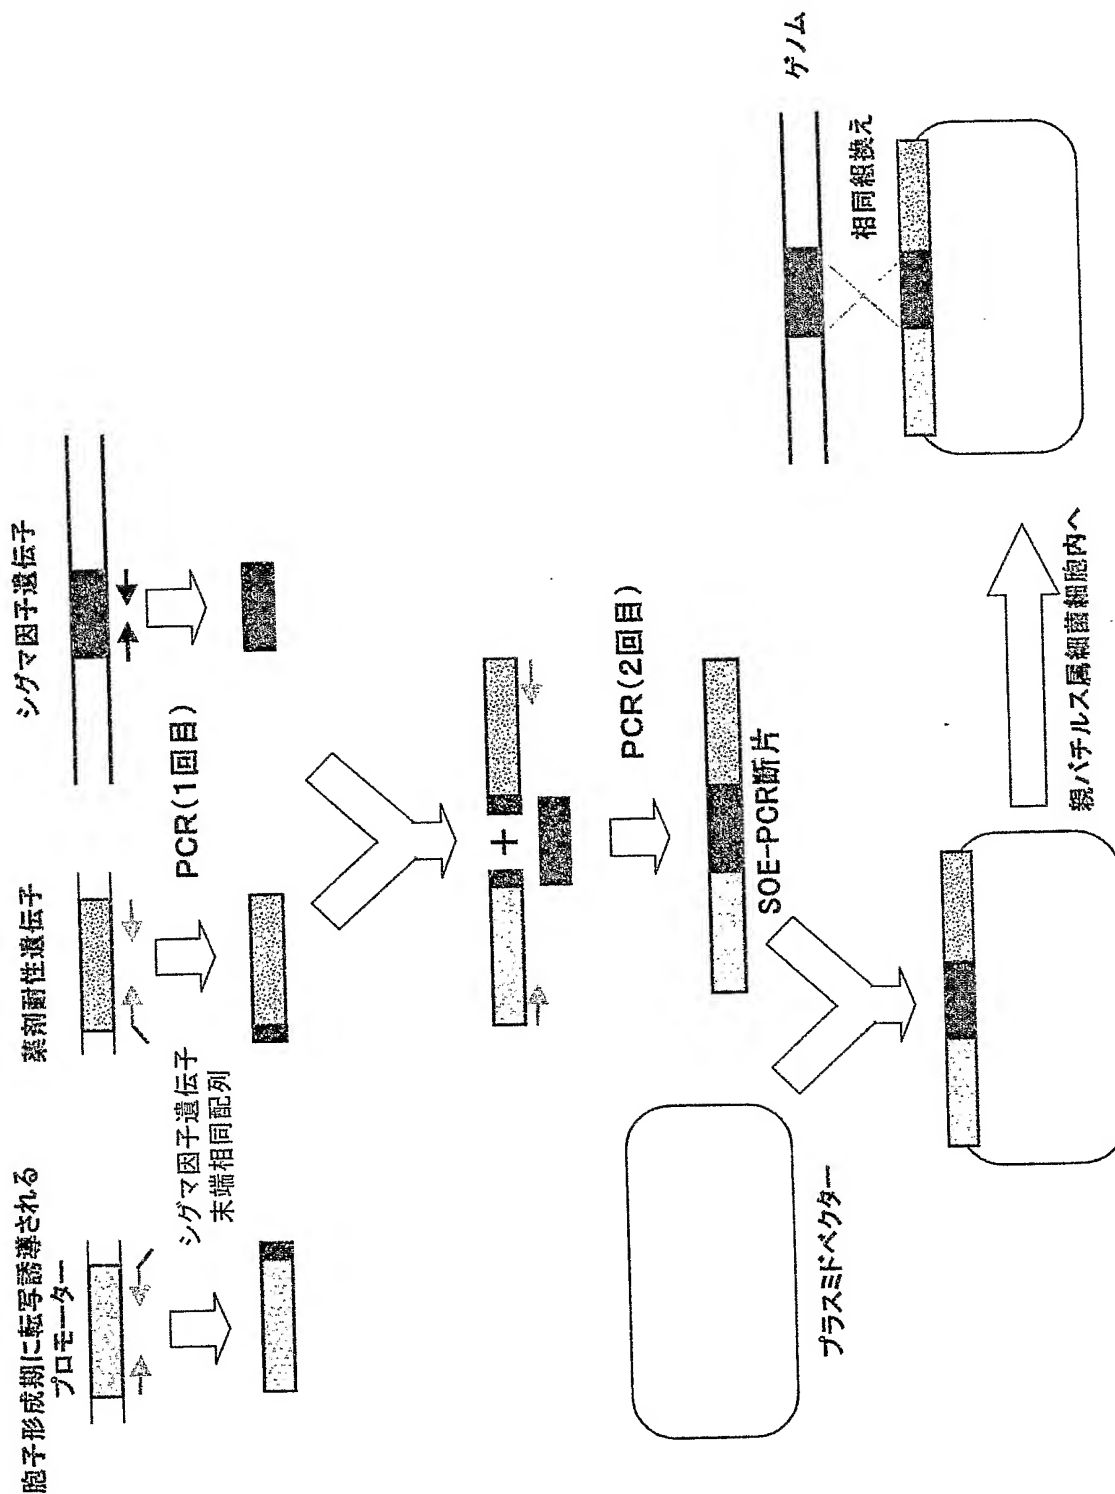 胞子形成期に転写誘導される
プロモーター
薬剤耐性遺伝子
シグマ因子遺伝子
シグマ因子遺伝子
末端相同配列
PCR(1回目)
+
PCR(2回目)
SOE-PCR断片
プラスミドベクター
親バチルス属細菌細胞内へ
相同組換え
ゲノム